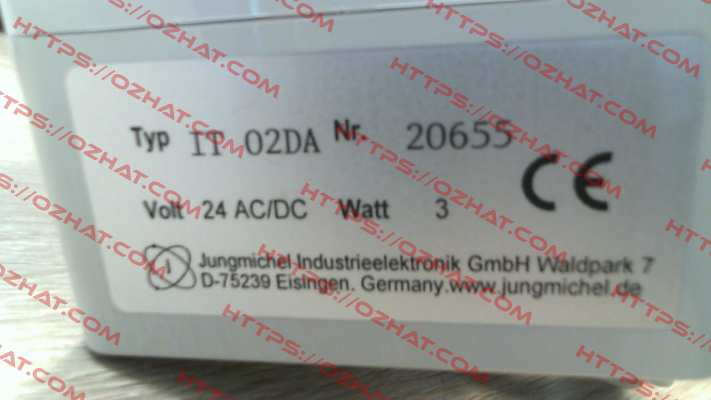 Typ IT 02DA Nr. 20655
CE
Volt 24 AC/DC Watt 3
Jungmichel Industrieelektronik GmbH Waldpark 7
D-75239 Eisingen. Germany.www.jungmichel.de
HTTPS://OZHAT.COM